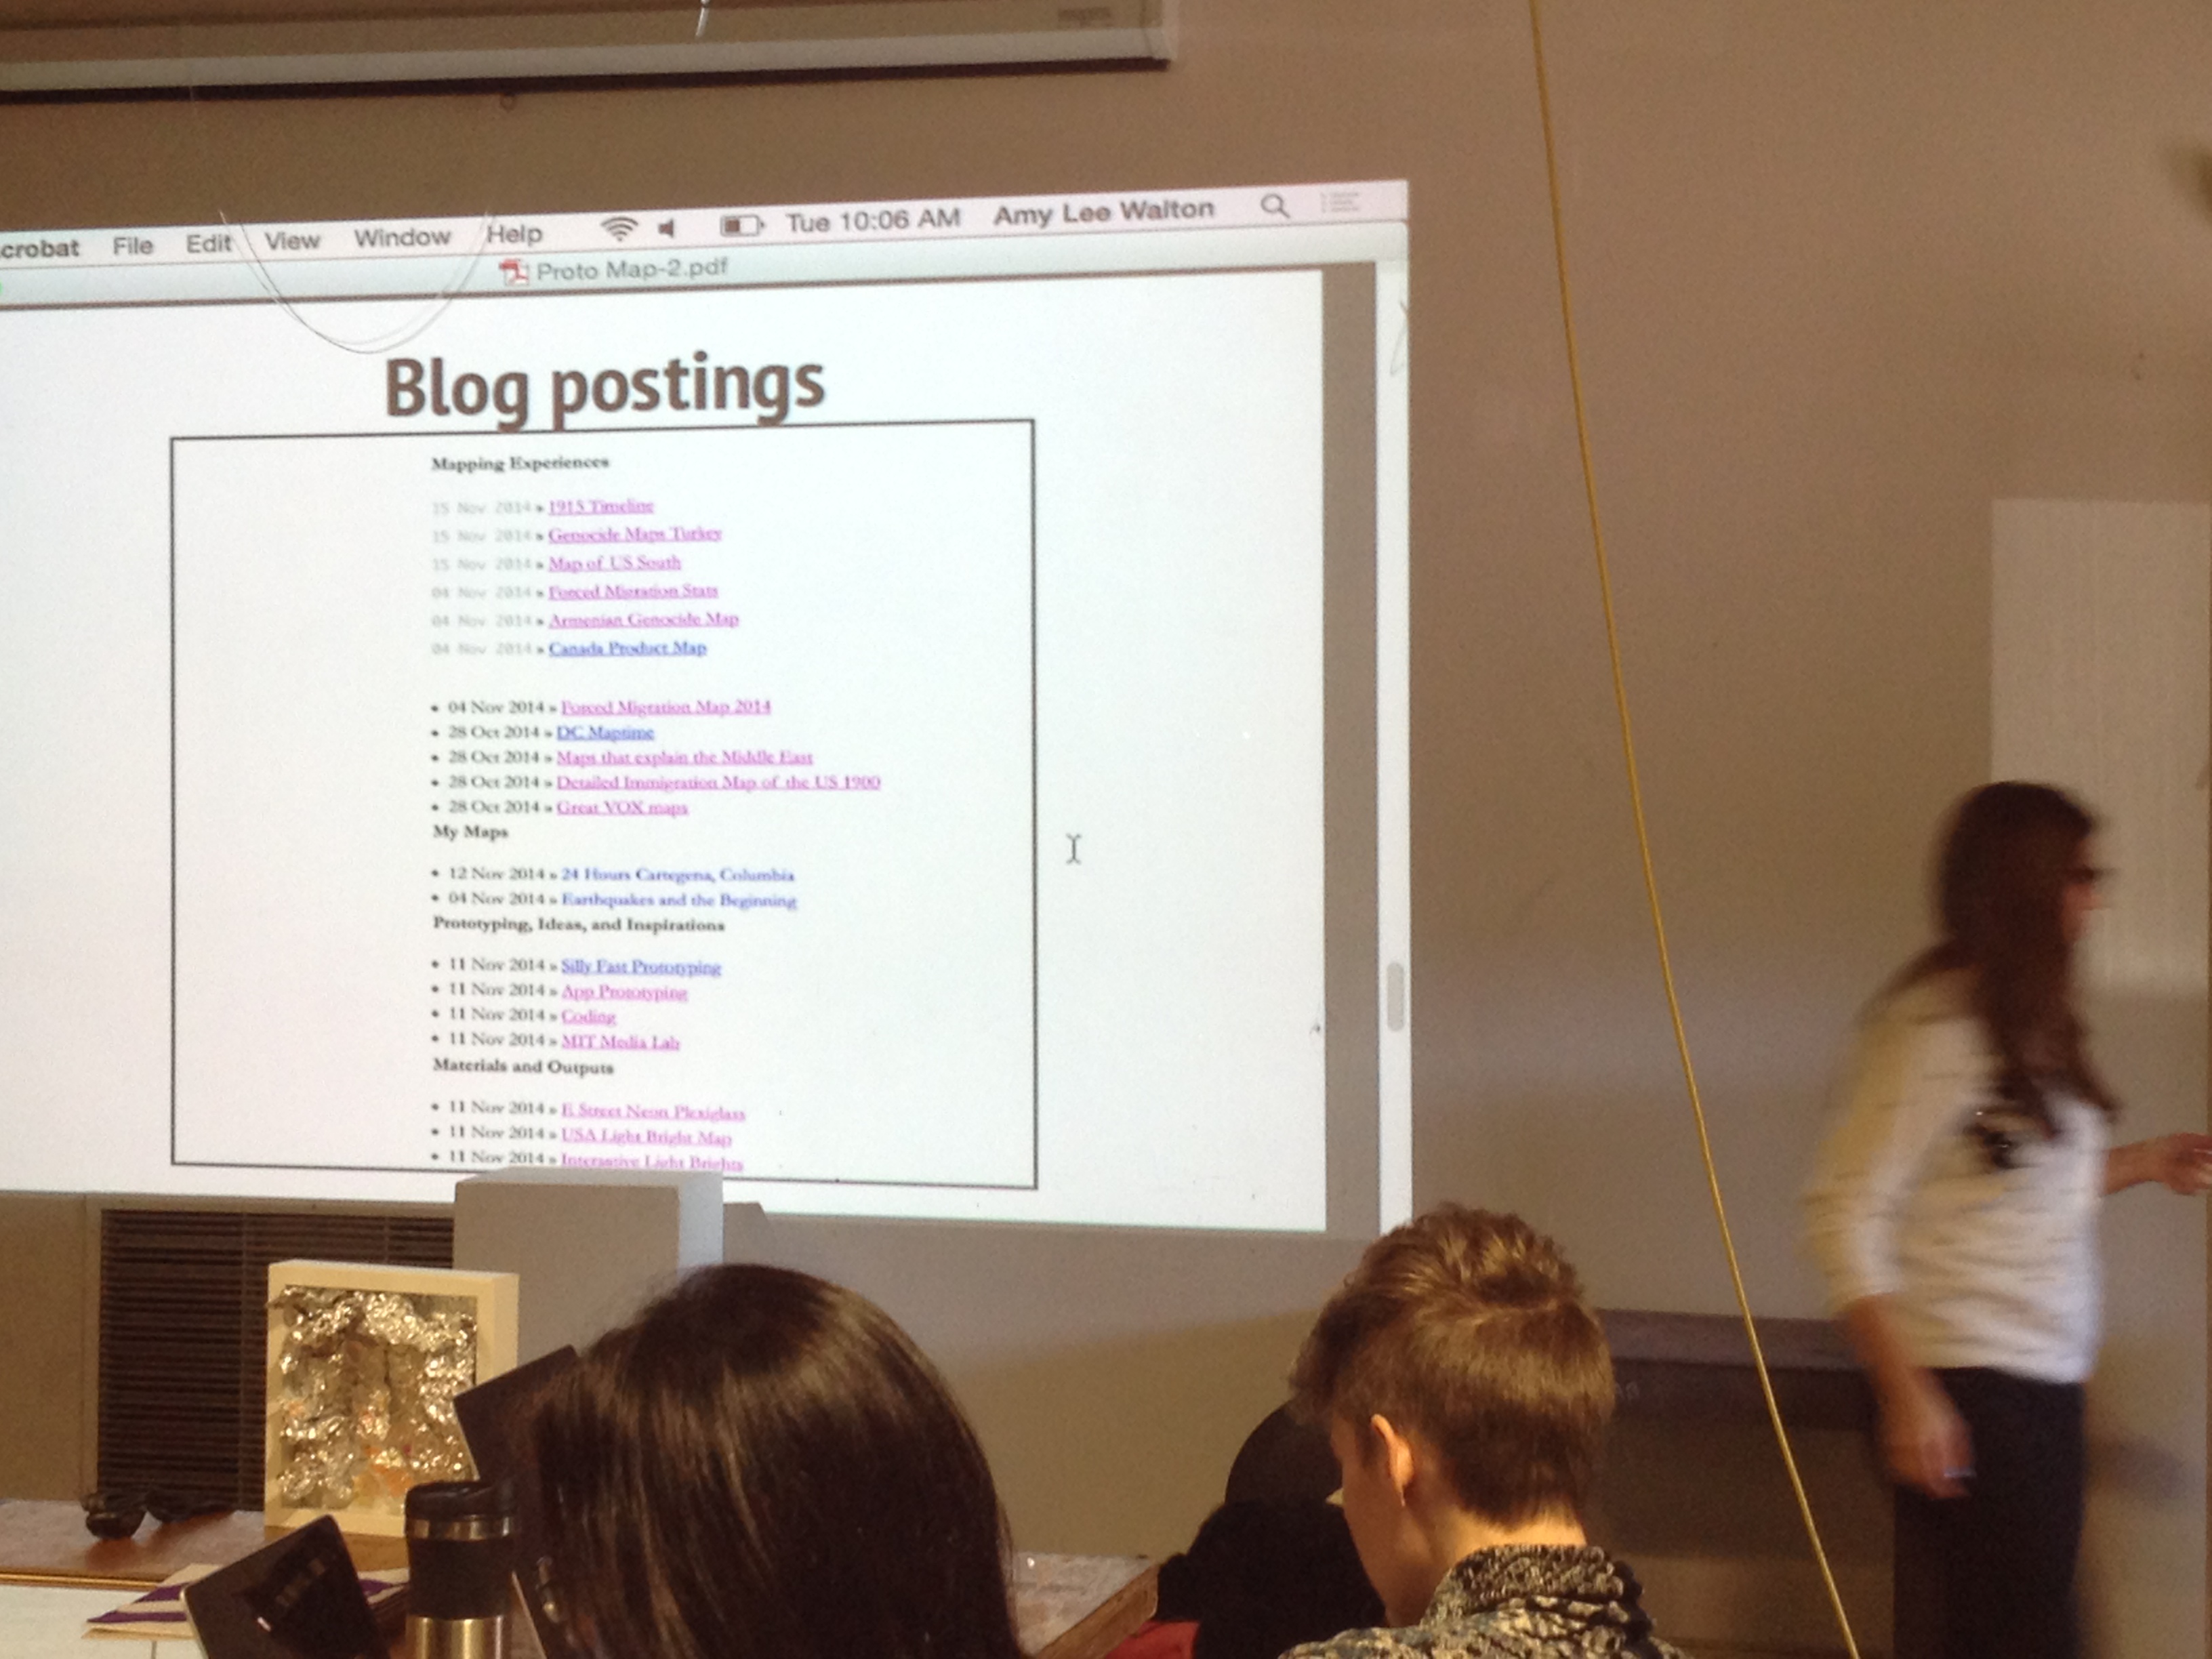 crobat File Edit View Window Help Tue 10:06 AM Amy Lee Walton
Proto Map-2.pdf
Blog postings
Mapping Experiences
15 Nov 2014 » 1915 Timeline
15 Nov 2014 » Genocide Maps Turkey
15 Nov 2014 » Map of US South
04 Nov 2014 » Forced Migration Stats
04 Nov 2014 » Armenian Genocide Map
04 Nov 2014 » Canada Product Map
• 04 Nov 2014 » Forced Migration Map 2014
• 28 Oct 2014 » DC Maptime
• 28 Oct 2014 » Maps that explain the Middle East
• 28 Oct 2014 » Detailed Immigration Map of the US 1900
• 28 Oct 2014 » Great VOX maps
My Maps
• 12 Nov 2014 » 24 Hours Cartegena, Columbia
• 04 Nov 2014 » Earthquakes and the Beginning
Prototyping, Ideas, and Inspirations
• 11 Nov 2014 » Silly Fast Prototyping
• 11 Nov 2014 » App Prototyping
• 11 Nov 2014 » Coding
• 11 Nov 2014 » MIT Media Lab
Materials and Outputs
• 11 Nov 2014 » E Street Neon Plexiglass
• 11 Nov 2014 » USA Light Bright Map
• 11 Nov 2014 » Interactive Light Brights